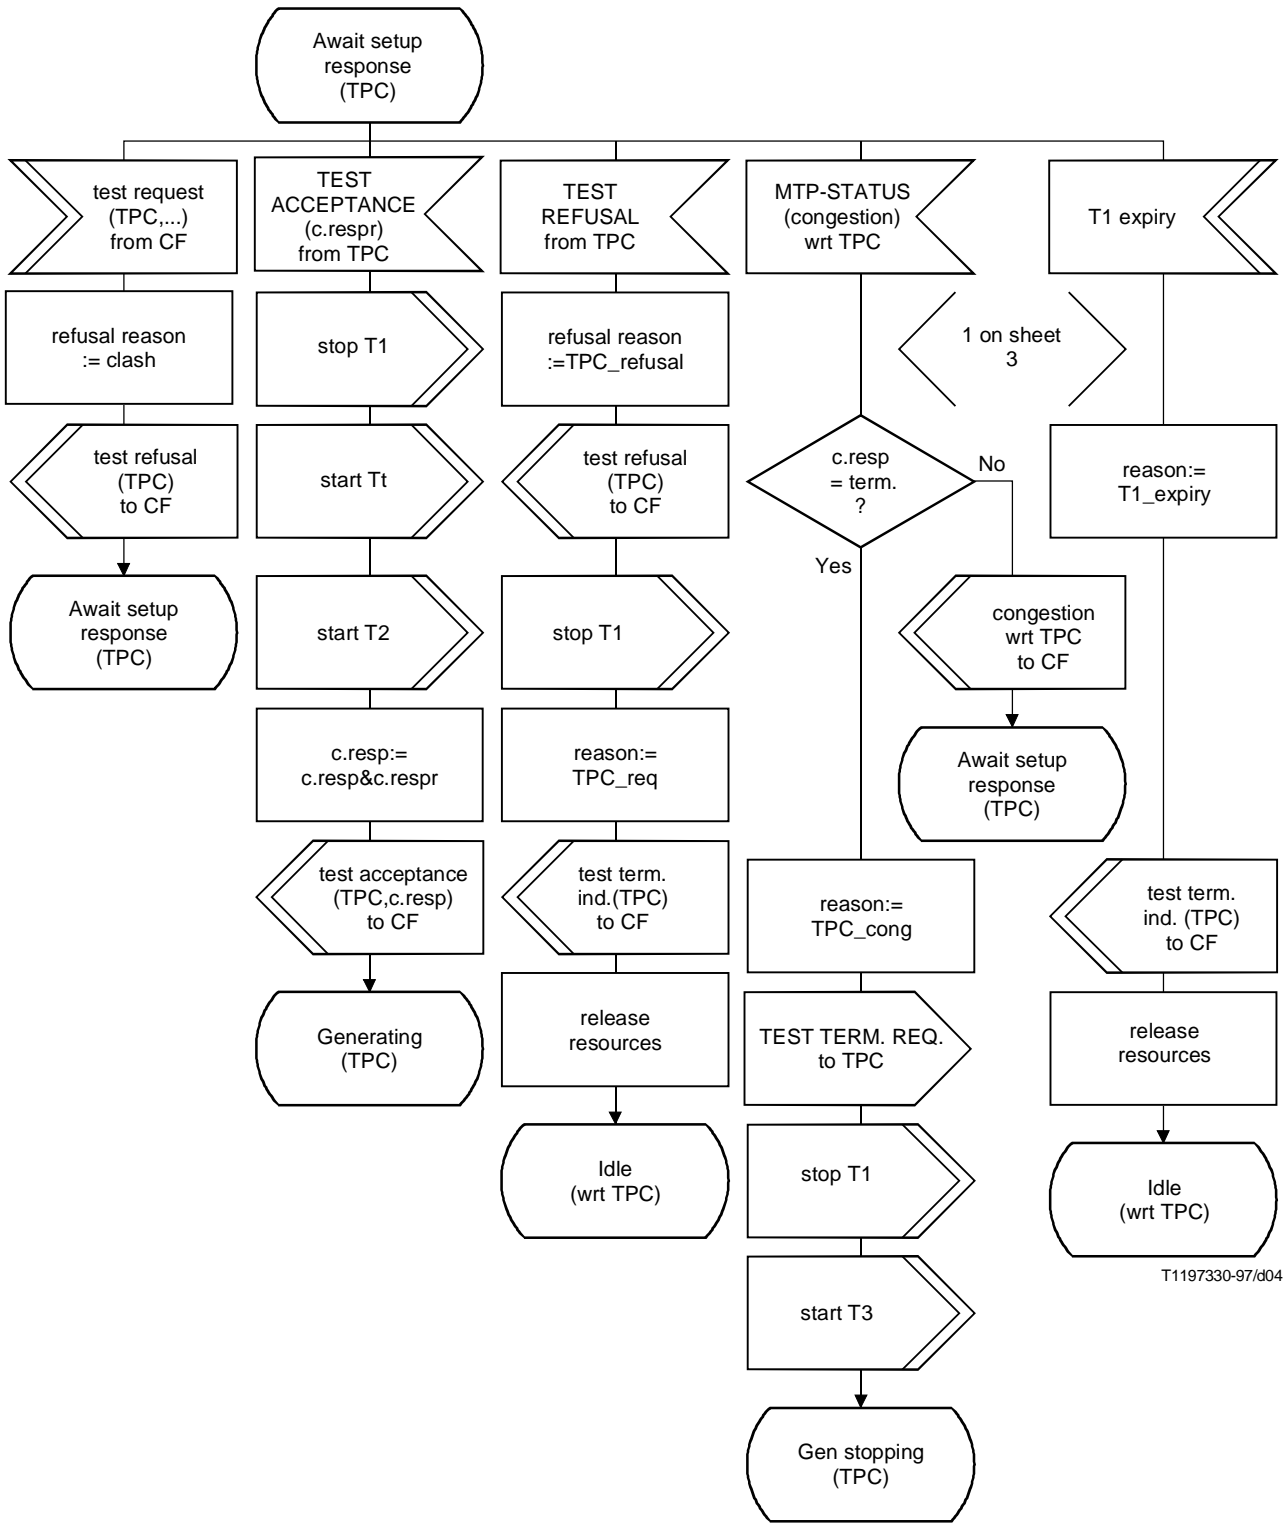 Await setup
response
(TPC)
test request
(TPC,...)
from CF
TEST
ACCEPTANCE
(c.respr)
from TPC
TEST
REFUSAL
from TPC
MTP-STATUS
(congestion)
wrt TPC
T1 expiry
refusal reason
:= clash
stop T1
refusal reason
:=TPC_refusal
1 on sheet
3
test refusal
(TPC)
to CF
start Tt
test refusal
(TPC)
to CF
c.resp
= term.
?
No
Yes
reason:=
T1_expiry
Await setup
response
(TPC)
start T2
stop T1
congestion
wrt TPC
to CF
c.resp:=
c.resp&c.respr
reason:=
TPC_req
Await setup
response
(TPC)
test acceptance
(TPC,c.resp)
to CF
test term.
ind.(TPC)
to CF
reason:=
TPC_cong
test term.
ind. (TPC)
to CF
Generating
(TPC)
release
resources
TEST TERM. REQ.
to TPC
release
resources
Idle
(wrt TPC)
stop T1
Idle
(wrt TPC)
T1197330-97/d04
start T3
Gen stopping
(TPC)